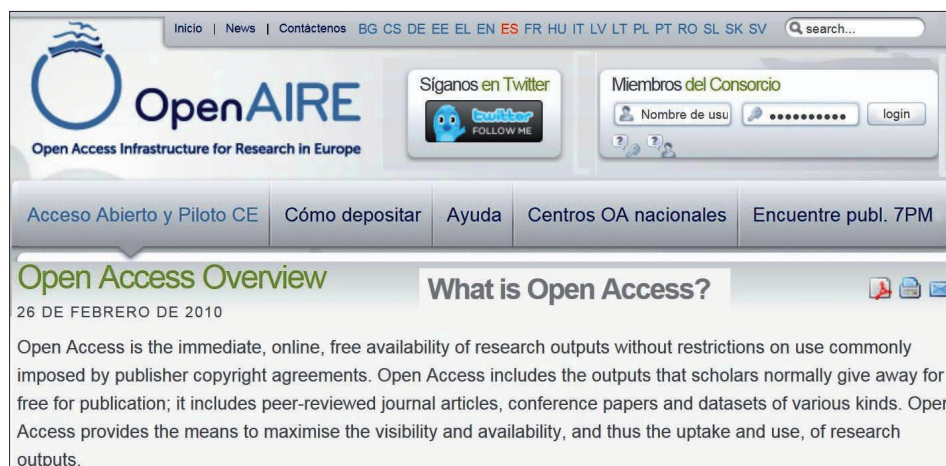 Inicio | News | Contáctenos BG CS DE EE EL EN ES FR HU IT LV LT PL PT RO SL SK SV search...
OpenAIRE
Open Access Infrastructure for Research in Europe
Síganos en Twitter
twitter
FOLLOW ME
Miembros del Consorcio
Nombre de usu •••••••••• login
Acceso Abierto y Piloto CE Cómo depositar Ayuda Centros OA nacionales Encuentre publ. 7PM
Open Access Overview What is Open Access?
26 DE FEBRERO DE 2010
Open Access is the immediate, online, free availability of research outputs without restrictions on use commonly
imposed by publisher copyright agreements. Open Access includes the outputs that scholars normally give away for
free for publication; it includes peer-reviewed journal articles, conference papers and datasets of various kinds. Open
Access provides the means to maximise the visibility and availability, and thus the uptake and use, of research
outputs.